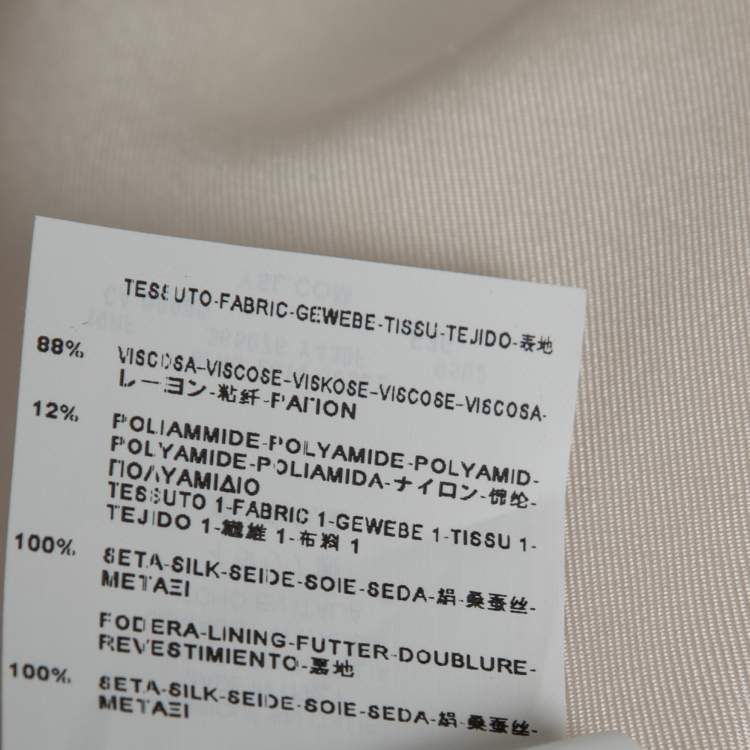 TESSUTO-FABRIC-GEWEBE-TISSU-TEJIDO-表地
88% VISCOSA-VISCOSE-VISKOSE-VISCOSE-VISCOSA-
レーヨン-粘纤-ΡΑΓΙΟΝ
12% POLIAMMIDE-POLYAMIDE-POLYAMID-
POLYAMIDE-POLIAMIDA-ナイロン-锦纶-
ΠΟΛΥΑΜΙΔΙΟ
TESSUTO 1-FABRIC 1-GEWEBE 1-TISSU 1-
TEJIDO 1-繊維 1-布料 1
100% SETA-SILK-SEIDE-SOIE-SEDA-絹-桑蚕丝-
ΜΕΤΑΞΙ
FODERA-LINING-FUTTER-DOUBLURE-
REVESTIMIENTO-裏地
100% SETA-SILK-SEIDE-SOIE-SEDA-絹-桑蚕丝-
ΜΕΤΑΞΙ